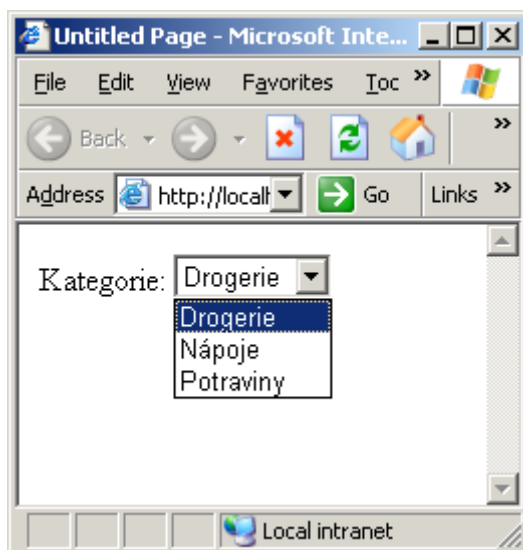 Untitled Page - Microsoft Inte...
File Edit View Favorites Toc »
Back »
Address http://localh Go Links »
Kategorie: Drogerie
Drogerie
Nápoje
Potraviny
Local intranet